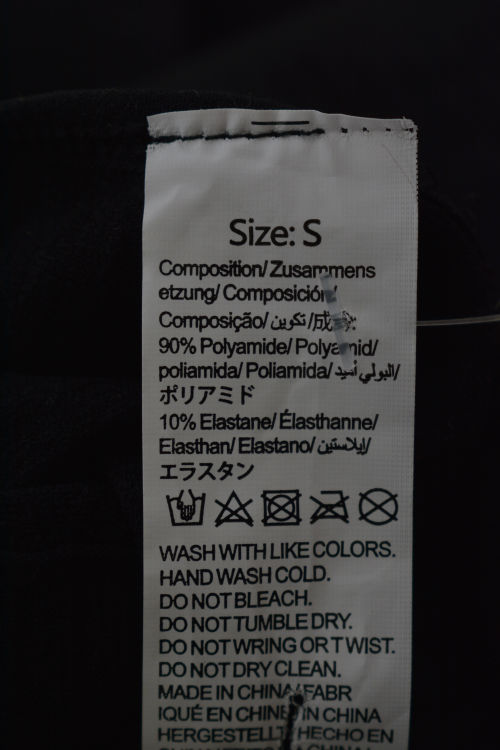 Size: S
Composition/ Zusammens
etzung/ Composición/
Composição/ تكوين /成
90% Polyamide/ Polyamid/
poliamida/ Poliamida/ البولي أميد/
ポリアミド
10% Elastane/ Élasthanne/
Elasthan/ Elastano/ إيلاستين/
エラスタン
WASH WITH LIKE COLORS.
HAND WASH COLD.
DO NOT BLEACH.
DO NOT TUMBLE DRY.
DO NOT WRING OR TWIST.
DO NOT DRY CLEAN.
MADE IN CHINA/ FABR
IQUÉ EN CHINE/ IN CHINA
HERGESTELLT/ HECHO EN